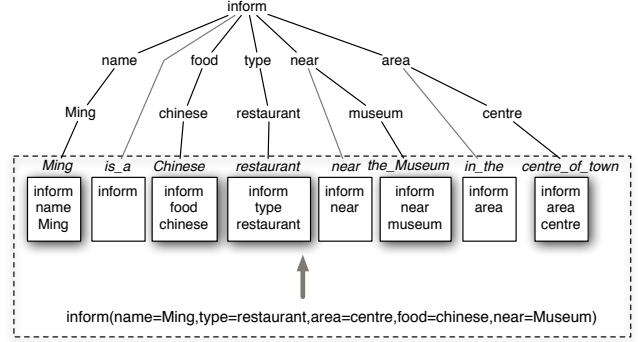 inform
name food type near area
Ming chinese restaurant museum centre
Ming is_a Chinese restaurant near the_Museum in_the centre_of_town
inform inform inform inform inform inform inform inform
name food type near near area area
Ming chinese restaurant museum centre
inform(name=Ming,type=restaurant,area=centre,food=chinese,near=Museum)